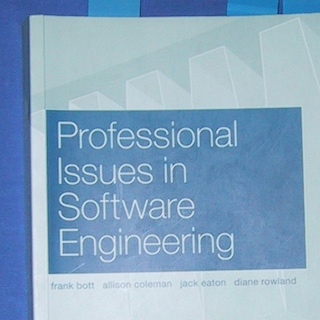 Professional
Issues in
Software
Engineering
frank bott allison coleman jack eaton diane rowland